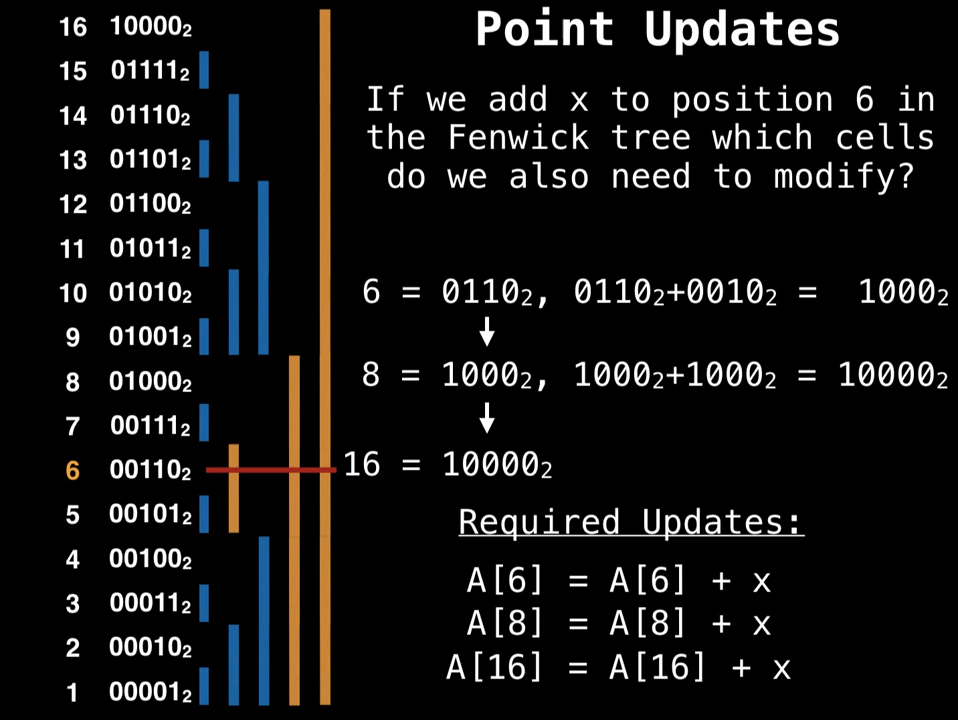 Point Updates
If we add x to position 6 in
the Fenwick tree which cells
do we also need to modify?
16 10000₂
15 01111₂
14 01110₂
13 01101₂
12 01100₂
11 01011₂
10 01010₂
9 01001₂
8 01000₂
7 00111₂
6 00110₂
5 00101₂
4 00100₂
3 00011₂
2 00010₂
1 00001₂
6 = 0110₂, 0110₂+0010₂ = 1000₂
8 = 1000₂, 1000₂+1000₂ = 10000₂
16 = 10000₂
Required Updates:
A[6] = A[6] + x
A[8] = A[8] + x
A[16] = A[16] + x